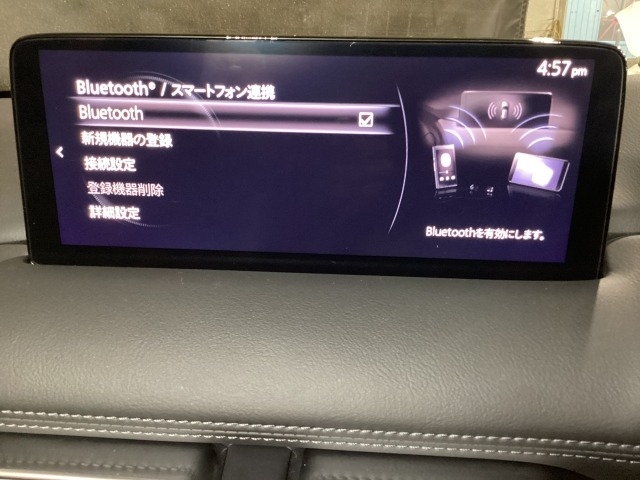 4:57pm
Bluetooth® / スマートフォン連携
Bluetooth
新規機器の登録
接続設定
登録機器削除
詳細設定
Bluetoothを有効にします。